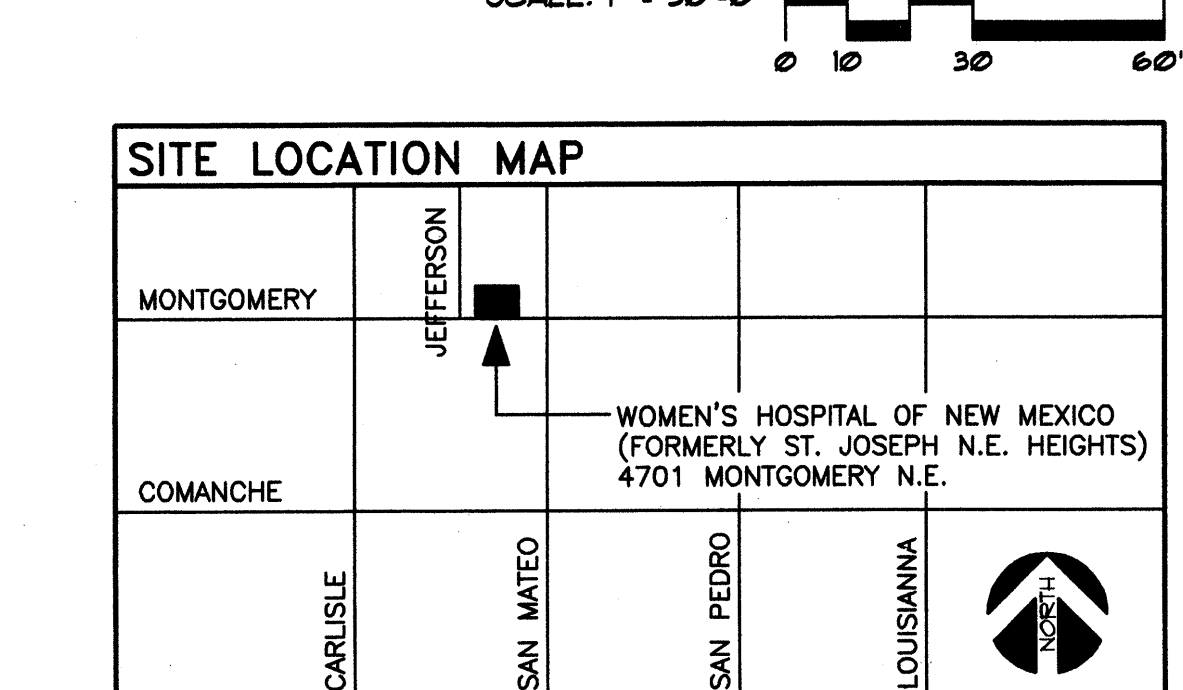 0 10 30 60'
SITE LOCATION MAP
JEFFERSON
MONTGOMERY
WOMEN'S HOSPITAL OF NEW MEXICO
(FORMERLY ST. JOSEPH N.E. HEIGHTS)
4701 MONTGOMERY N.E.
COMANCHE
CARLISLE
SAN MATEO
SAN PEDRO
LOUISIANNA
NORTH